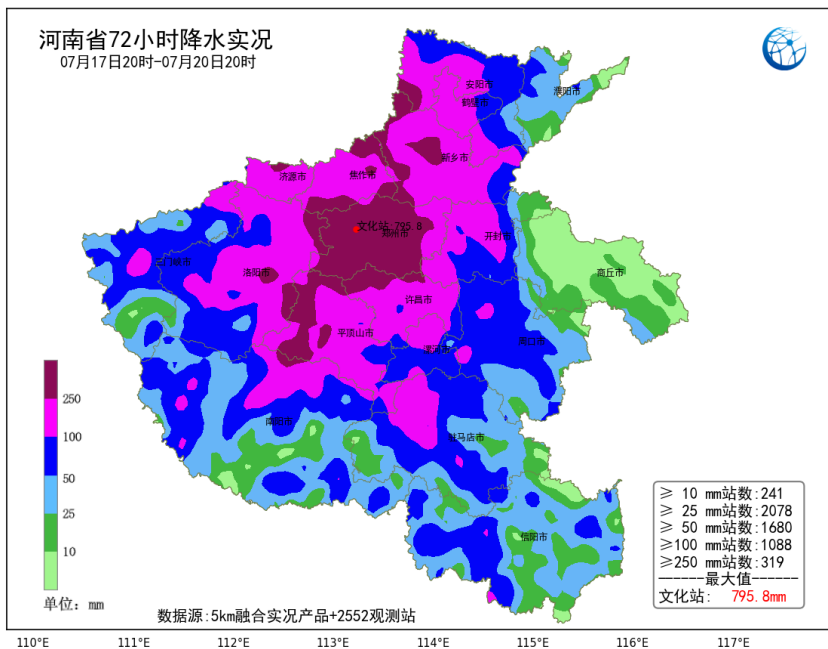 河南省72小时降水实况
07月17日20时-07月20日20时
安阳市
鹤壁市
濮阳市
新乡市
济源市
焦作市
文化站:795.8
郑州市
开封市
三门峡市
洛阳市
商丘市
许昌市
平顶山市
漯河市
周口市
南阳市
驻马店市
信阳市
250
100
50
25
10
单位: mm
≥ 10 mm站数:241
≥ 25 mm站数:2078
≥ 50 mm站数:1680
≥100 mm站数:1088
≥250 mm站数:319
------最大值------
文化站: 795.8mm
数据源:5km融合实况产品+2552观测站
110°E 111°E 112°E 113°E 114°E 115°E 116°E 117°E